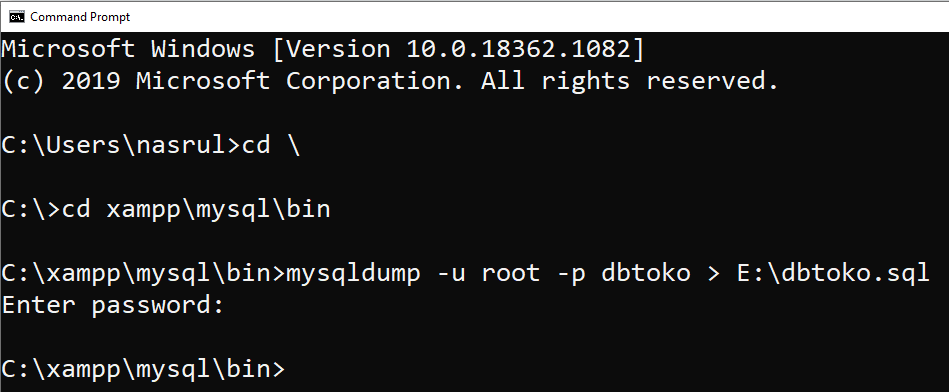 Command Prompt
Microsoft Windows [Version 10.0.18362.1082]
(c) 2019 Microsoft Corporation. All rights reserved.
C:\Users\nasrul>cd \
C:\>cd xampp\mysql\bin
C:\xampp\mysql\bin>mysqldump -u root -p dbtoko > E:\dbtoko.sql
Enter password:
C:\xampp\mysql\bin>